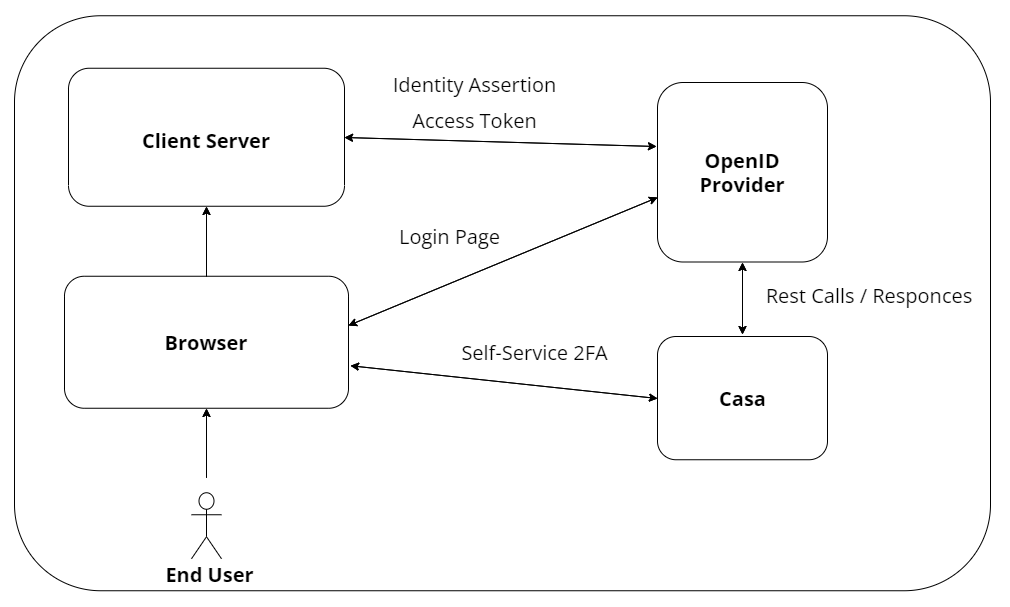 Identity Assertion
Access Token
Client Server
OpenID
Provider
Login Page
Rest Calls / Responces
Browser
Self-Service 2FA
Casa
End User